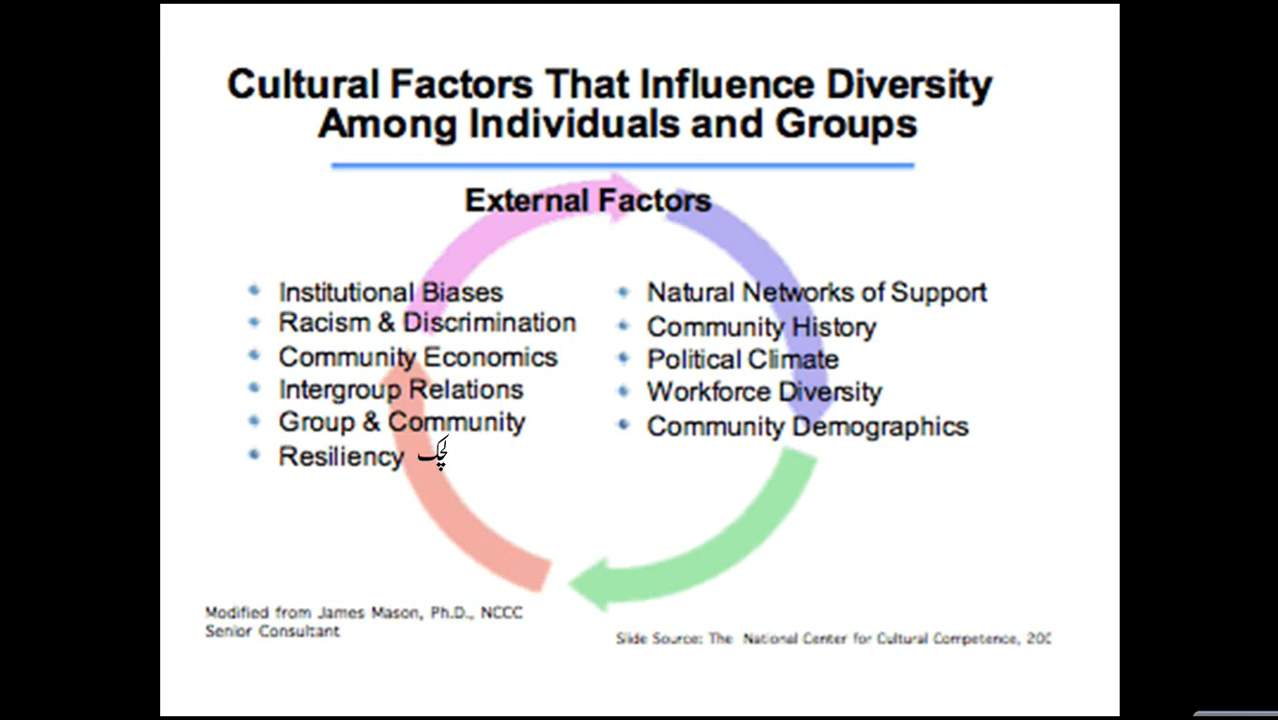 Cultural Factors That Influence Diversity
Among Individuals and Groups
External Factors
Institutional Biases
Racism & Discrimination
Community Economics
Intergroup Relations
Group & Community
Resiliency لچک
Natural Networks of Support
Community History
Political Climate
Workforce Diversity
Community Demographics
Modified from James Mason, Ph.D., NCCC
Senior Consultant
Slide Source: The National Center for Cultural Competence,